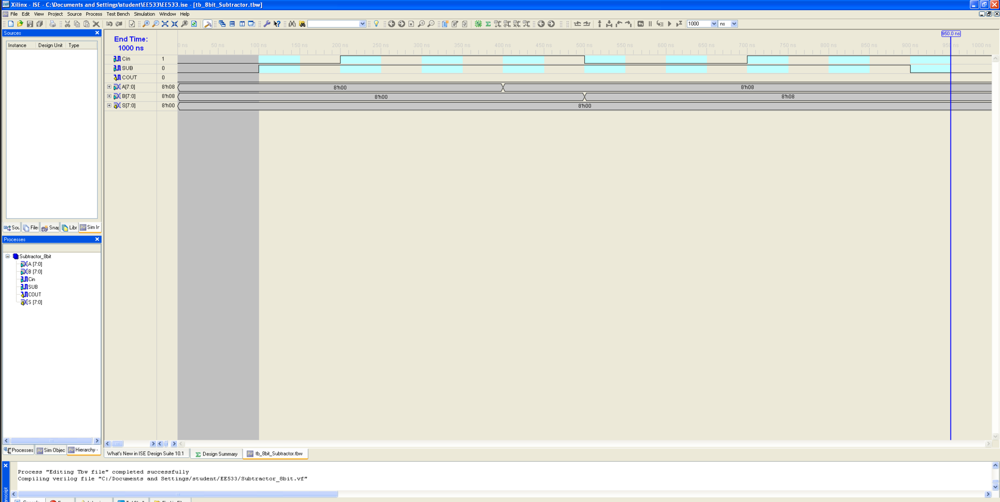 Xilinx - ISE - C:\Documents and Settings\student\EE533\EE533.ise - [tb_8bit_Subtractor.tbw]
File Edit View Project Source Process Test Bench Simulation Window Help
1000 ns
Sources
Instance Design Unit Type
Sim Ir
Processes
Subtractor_8bit
A [7:0]
B [7:0]
Cin
SUB
COUT
S [7:0]
Processes Sim Objec Hierarchy -
950.0 ns
End Time:
1000 ns
0 ns 50 ns 100 ns 150 ns 200 ns 250 ns 300 ns 350 ns 400 ns 450 ns 500 ns 550 ns 600 ns 650 ns 700 ns 750 ns 800 ns 850 ns 900 ns 950 ns 1000 ns
Cin 1
SUB 0
COUT 0
A[7:0] 8'h08 8'h00 8'h08
B[7:0] 8'h08 8'h00 8'h08
S[7:0] 8'h00 8'h00
What's New in ISE Design Suite 10.1 Design Summary tb_8bit_Subtractor.tbw
Process "Editing Tbw file" completed successfully
Compiling verilog file "C:/Documents and Settings/student/EE533/Subtractor_8bit.vf"